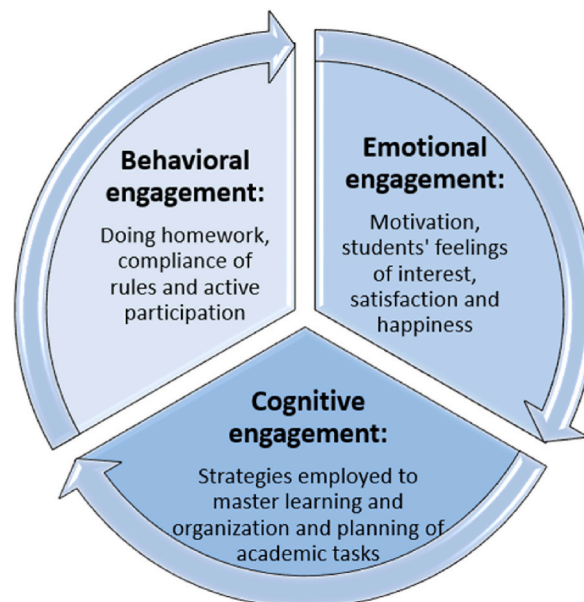 Behavioral
engagement:
Doing homework,
compliance of
rules and active
participation
Emotional
engagement:
Motivation,
students' feelings
of interest,
satisfaction and
happiness
Cognitive
engagement:
Strategies employed to
master learning and
organization and planning of
academic tasks